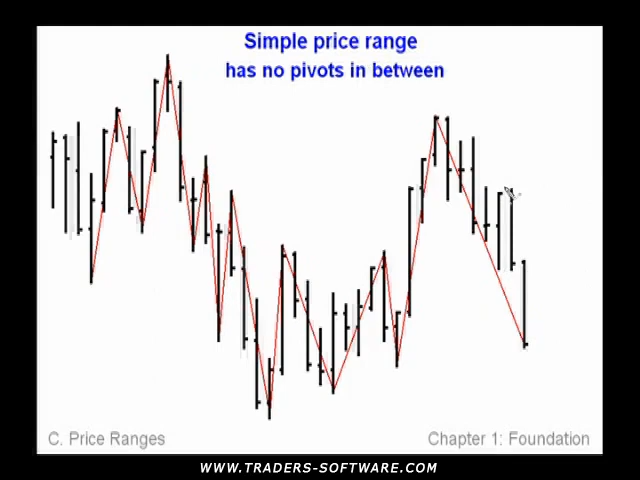 Simple price range
has no pivots in between
C. Price Ranges
Chapter 1: Foundation
WWW.TRADERS-SOFTWARE.COM